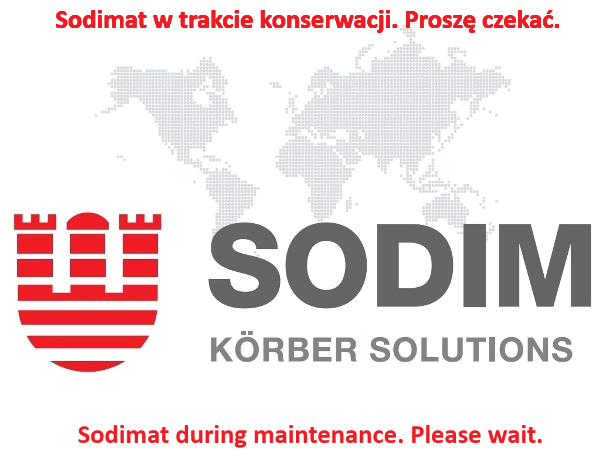 Sodimat w trakcie konserwacji. Proszę czekać.
SODIM
KÖRBER SOLUTIONS
Sodimat during maintenance. Please wait.